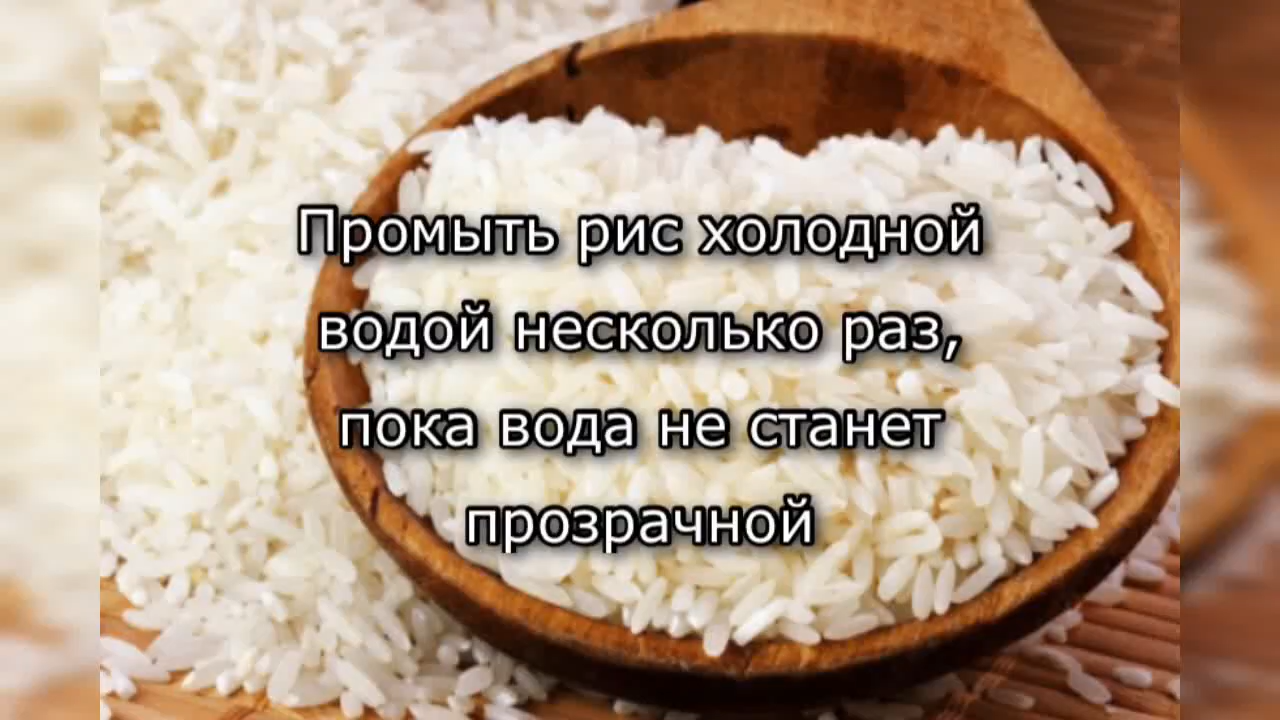 Промыть рис холодной
водой несколько раз,
пока вода не станет
прозрачной